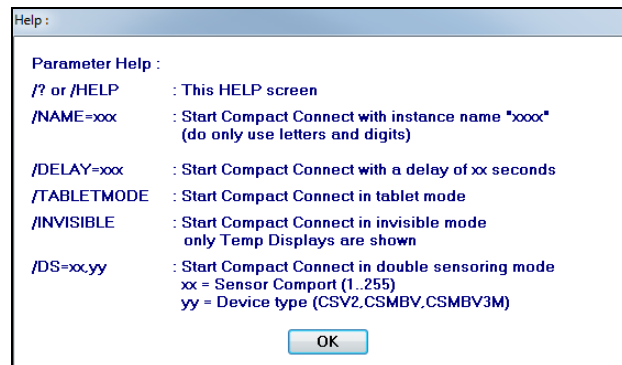 Help :
Parameter Help :
/? or /HELP : This HELP screen
/NAME=xxx : Start Compact Connect with instance name "xxxx"
(do only use letters and digits)
/DELAY=xxx : Start Compact Connect with a delay of xx seconds
/TABLETMODE : Start Compact Connect in tablet mode
/INVISIBLE : Start Compact Connect in invisible mode
only Temp Displays are shown
/DS=xx,yy : Start Compact Connect in double sensoring mode
xx = Sensor Comport (1..255)
yy = Device type (CSV2,CSMBV,CSMBV3M)
OK